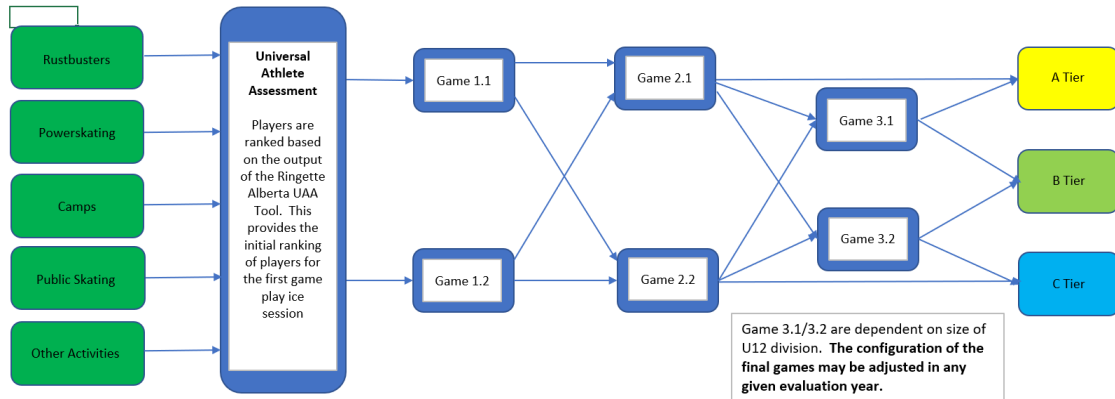 Rustbusters
Powerskating
Camps
Public Skating
Other Activities
Universal
Athlete
Assessment
Players are
ranked based
on the output
of the Ringette
Alberta UAA
Tool.  This
provides the
initial ranking
of players for
the first game
play ice
session
Game 1.1
Game 1.2
Game 2.1
Game 2.2
Game 3.1
Game 3.2
A Tier
B Tier
C Tier
Game 3.1/3.2 are dependent on size of
U12 division.  The configuration of the
final games may be adjusted in any
given evaluation year.